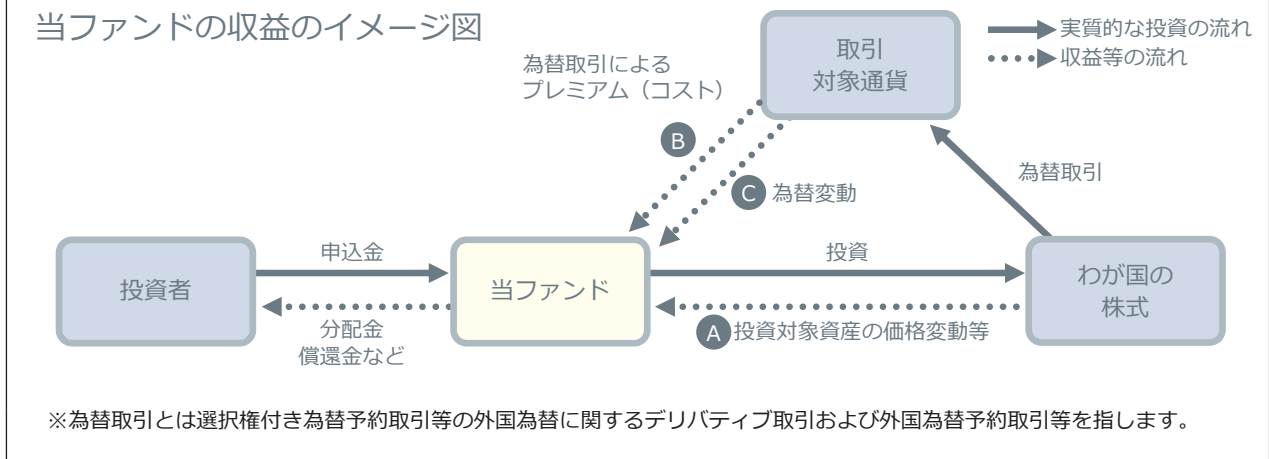 当ファンドの収益のイメージ図
実質的な投資の流れ
収益等の流れ
取引
対象通貨
為替取引による
プレミアム（コスト）
B
C 為替変動
為替取引
投資者
申込金
分配金
償還金など
当ファンド
投資
A 投資対象資産の価格変動等
わが国の
株式
※為替取引とは選択権付き為替予約取引等の外国為替に関するデリバティブ取引および外国為替予約取引等を指します。